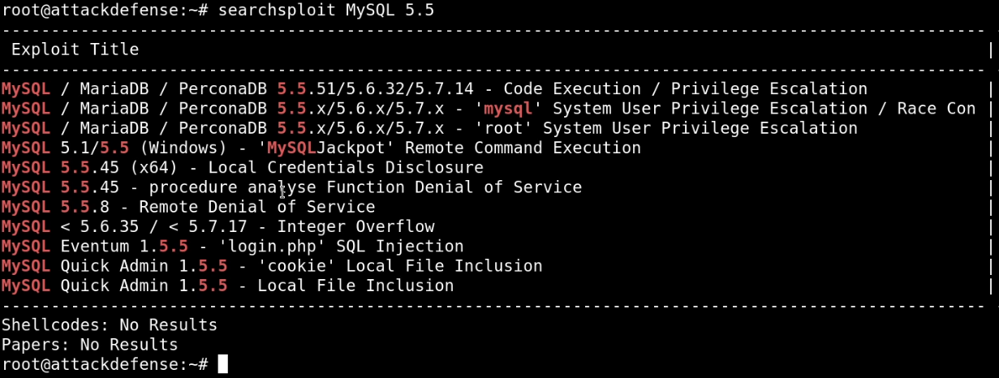 root@attackdefense:~# searchsploit MySQL 5.5
----------------------------------------------------------------------------------------------------
 Exploit Title |
----------------------------------------------------------------------------------------------------
MySQL / MariaDB / PerconaDB 5.5.51/5.6.32/5.7.14 - Code Execution / Privilege Escalation |
MySQL / MariaDB / PerconaDB 5.5.x/5.6.x/5.7.x - 'mysql' System User Privilege Escalation / Race Con |
MySQL / MariaDB / PerconaDB 5.5.x/5.6.x/5.7.x - 'root' System User Privilege Escalation |
MySQL 5.1/5.5 (Windows) - 'MySQLJackpot' Remote Command Execution |
MySQL 5.5.45 (x64) - Local Credentials Disclosure |
MySQL 5.5.45 - procedure analyse Function Denial of Service |
MySQL 5.5.8 - Remote Denial of Service |
MySQL < 5.6.35 / < 5.7.17 - Integer Overflow |
MySQL Eventum 1.5.5 - 'login.php' SQL Injection |
MySQL Quick Admin 1.5.5 - 'cookie' Local File Inclusion |
MySQL Quick Admin 1.5.5 - Local File Inclusion |
----------------------------------------------------------------------------------------------------
Shellcodes: No Results
Papers: No Results
root@attackdefense:~#